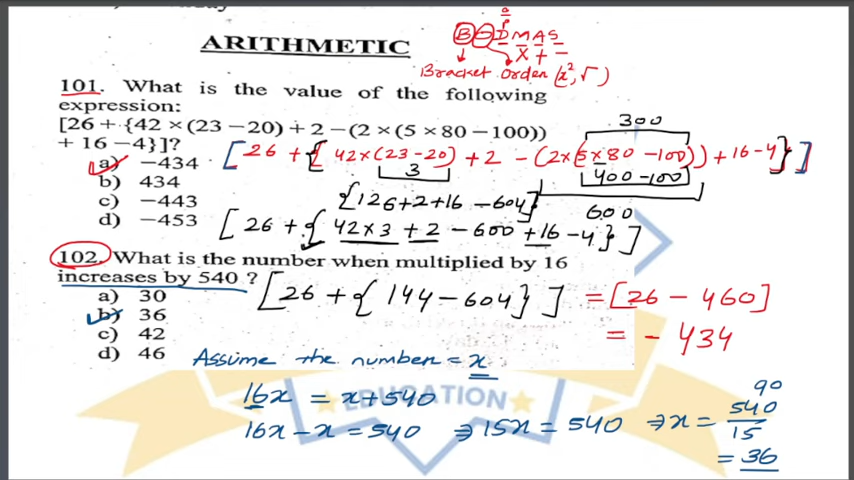 ARITHMETIC
B O D M A S
÷ × + −
Bracket Orden (x², √)
101. What is the value of the following
expression:
[26 + {42 × (23 − 20) + 2 − (2 × (5 × 80 − 100))
+ 16 − 4}]?
300
[26 + {42×(23-20) + 2 - (2×(5×80-100)) + 16-4}]
3
400-100
600
a) −434
b) 434
c) −443
d) −453
{126+2+16-604}
[26 + {42×3 + 2 - 600 + 16 - 4}]
102. What is the number when multiplied by 16
increases by 540 ?
a) 30
b) 36
c) 42
d) 46
[26 + {144 - 604}] = [26 - 460]
= - 434
Assume the number = x
16x = x+540
16x-x = 540 ⇒ 15x = 540 ⇒ x = 540/15
90
= 36
EDUCATION